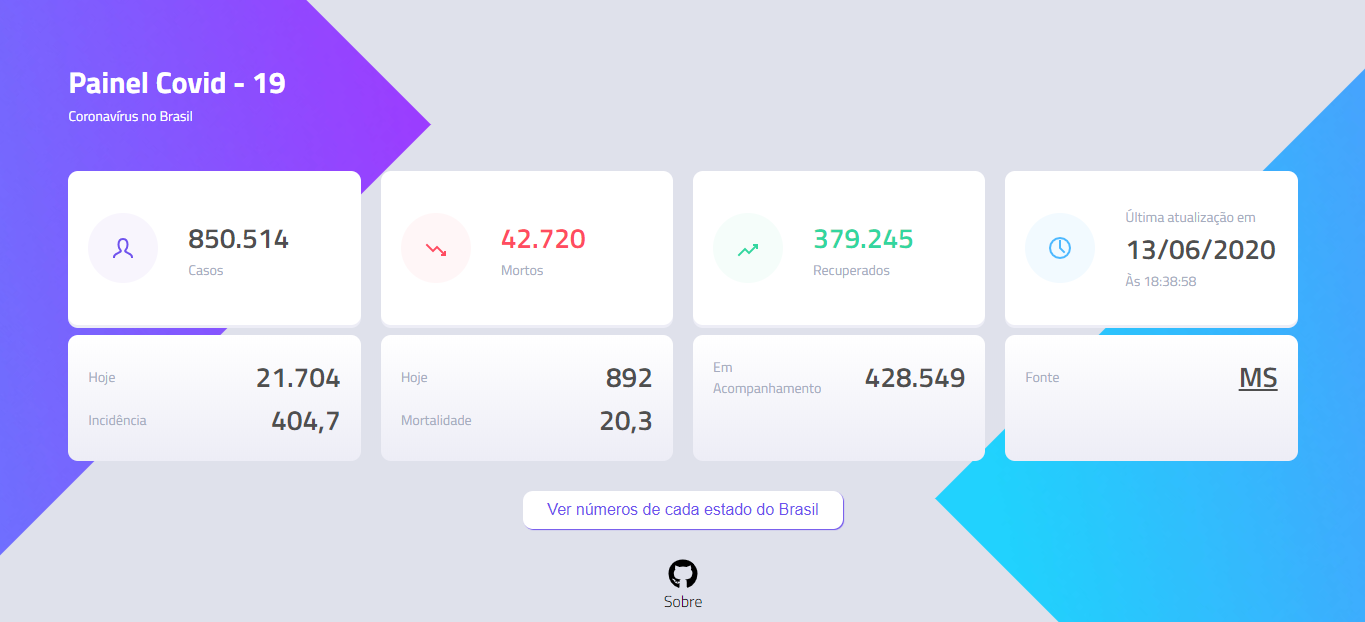 Painel Covid - 19
Coronavírus no Brasil
850.514
Casos
42.720
Mortos
379.245
Recuperados
Última atualização em
13/06/2020
Às 18:38:58
Hoje 21.704
Incidência 404,7
Hoje 892
Mortalidade 20,3
Em
Acompanhamento 428.549
Fonte MS
Ver números de cada estado do Brasil
Sobre